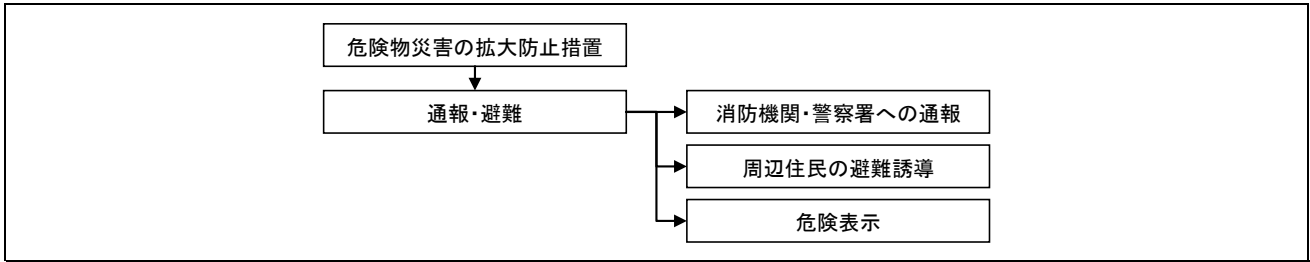 危険物災害の拡大防止措置
通報・避難
消防機関・警察署への通報
周辺住民の避難誘導
危険表示